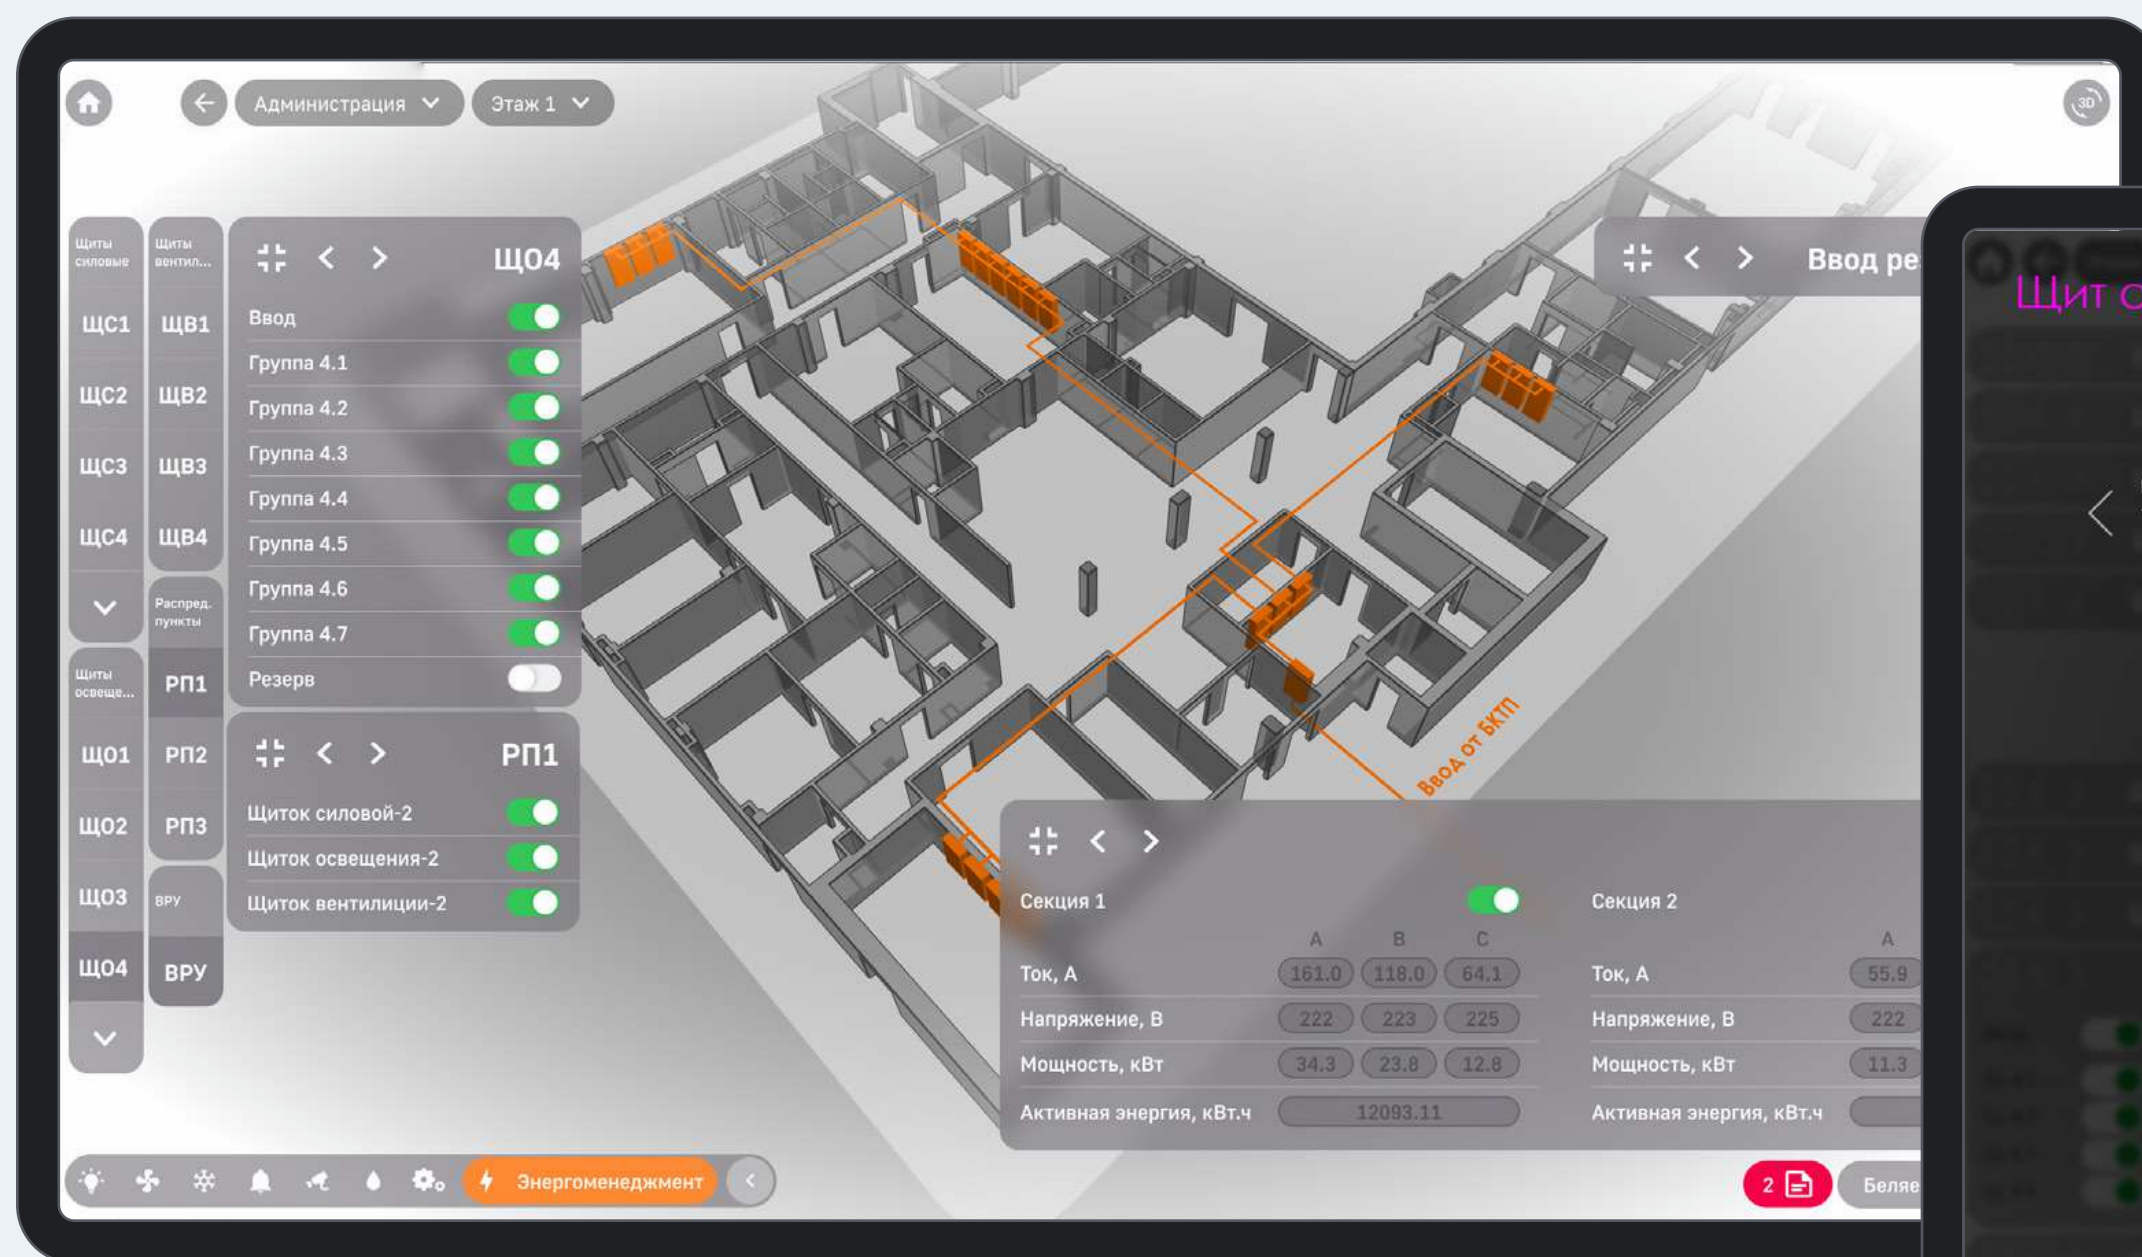 Администрация
Этаж 1
3D
Щиты
силовые
ЩС1
ЩС2
ЩС3
ЩС4
Щиты
освеще...
ЩО1
ЩО2
ЩО3
ЩО4
Щиты
вентил...
ЩВ1
ЩВ2
ЩВ3
ЩВ4
Распред.
пункты
РП1
РП2
РП3
ВРУ
ВРУ
ЩО4
Ввод
Группа 4.1
Группа 4.2
Группа 4.3
Группа 4.4
Группа 4.5
Группа 4.6
Группа 4.7
Резерв
РП1
Щиток силовой-2
Щиток освещения-2
Щиток вентилиции-2
Ввод ре
Щит о
Ввод от БКТП
Секция 1
A B C
Ток, А 161.0 118.0 64.1
Напряжение, В 222 223 225
Мощность, кВт 34.3 23.8 12.8
Активная энергия, кВт.ч 12093.11
Секция 2
A
Ток, А 55.9
Напряжение, В 222
Мощность, кВт 11.3
Активная энергия, кВт.ч
Энергоменеджмент
2
Беляе